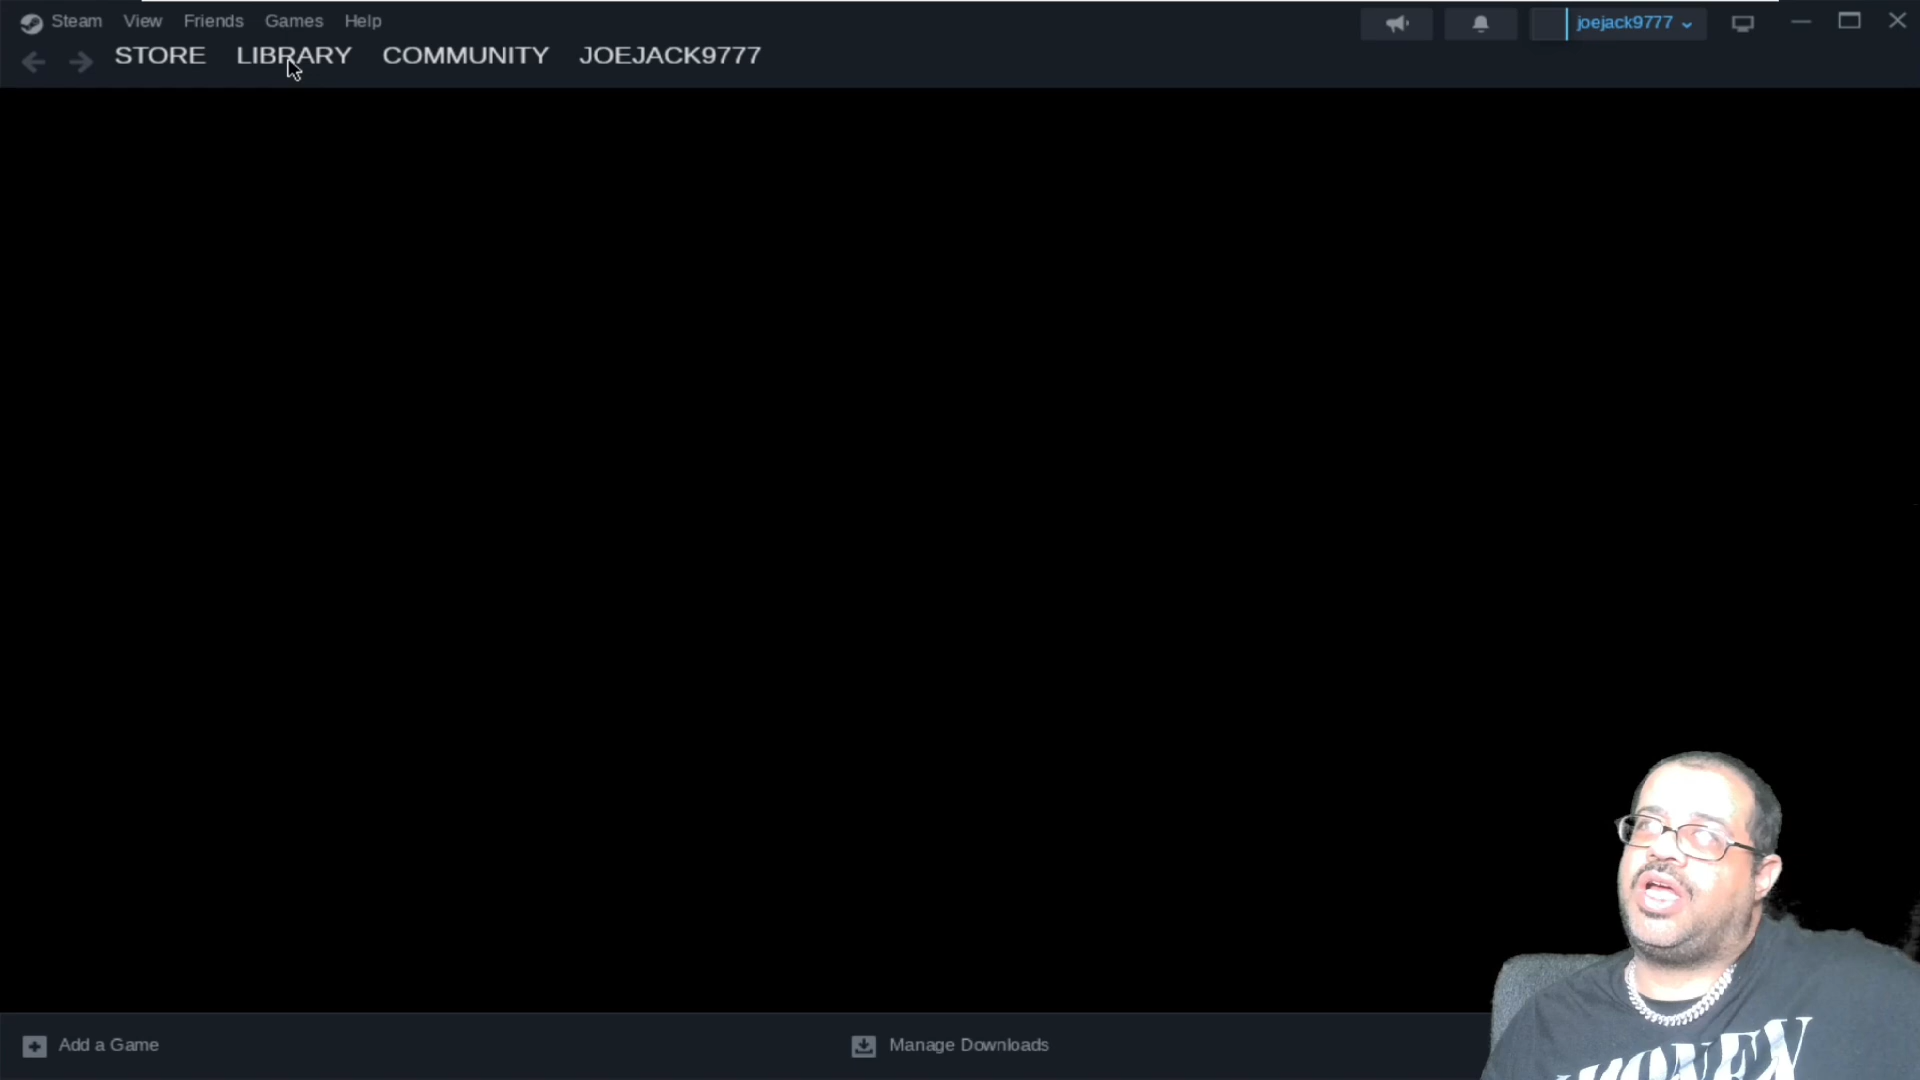 Steam View Friends Games Help
joejack9777
STORE LIBRARY COMMUNITY JOEJACK9777
Add a Game
Manage Downloads